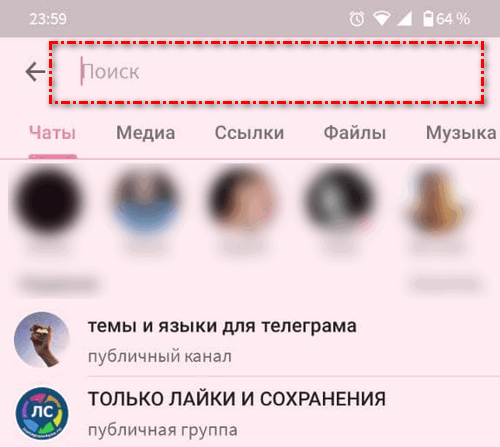 23:59 64 %
Поиск
Чаты Медиа Ссылки Файлы Музыка
темы и языки для телеграма
публичный канал
ЛС
ТОЛЬКО ЛАЙКИ И СОХРАНЕНИЯ
публичная группа